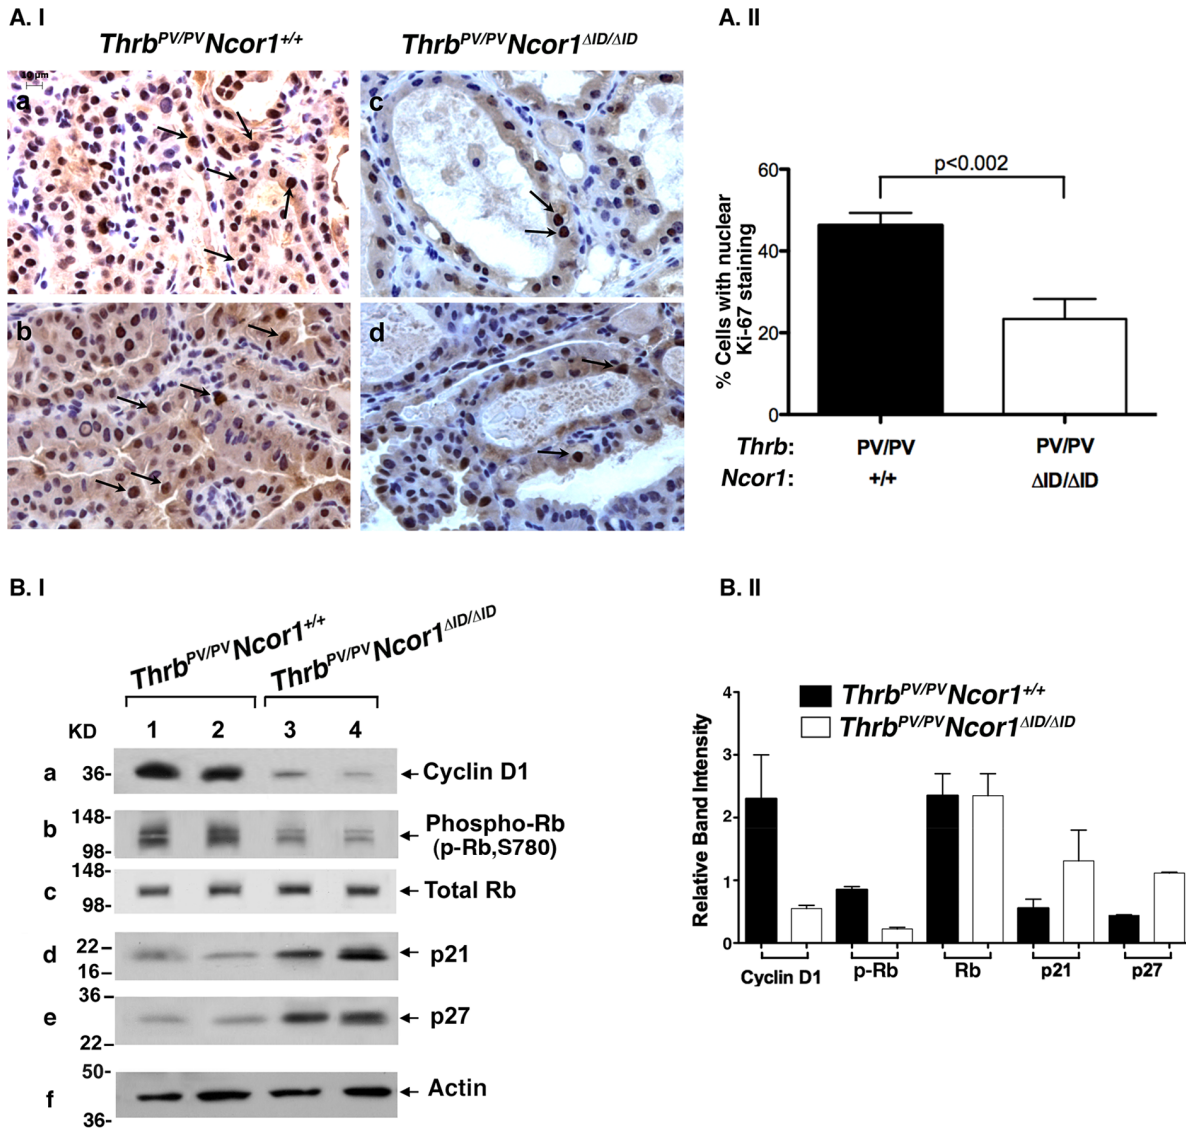 A. I
Thrb^PV/PV Ncor1^+/+
Thrb^PV/PV Ncor1^ΔID/ΔID
10 µm
a
c
b
d
A. II
p<0.002
% Cells with nuclear
Ki-67 staining
60
40
20
0
Thrb: PV/PV PV/PV
Ncor1: +/+ ΔID/ΔID
B. I
Thrb^PV/PV Ncor1^+/+
Thrb^PV/PV Ncor1^ΔID/ΔID
KD 1 2 3 4
a 36- Cyclin D1
148-
b Phospho-Rb
(p-Rb,S780)
98-
148-
c Total Rb
98-
22-
d p21
16-
36-
e p27
22-
50-
f Actin
36-
B. II
Thrb^PV/PV Ncor1^+/+
Thrb^PV/PV Ncor1^ΔID/ΔID
Relative Band Intensity
4
3
2
1
0
Cyclin D1 p-Rb Rb p21 p27